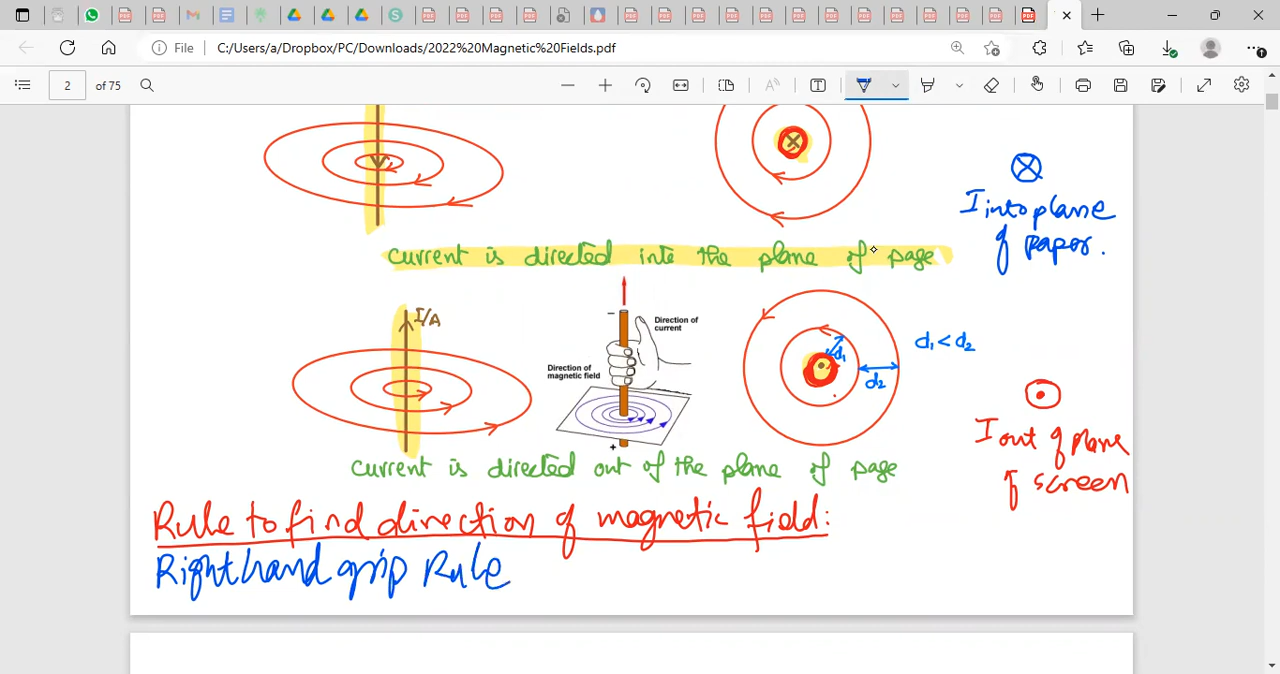 File
C:/Users/a/Dropbox/PC/Downloads/2022%20Magnetic%20Fields.pdf
2 of 75
I into plane
of paper.
current is directed into the plane of page
I/A
Direction of
current
Direction of
magnetic field
d1
d2
d1 < d2
I out of plane
of screen
current is directed out of the plane of page
Rule to find direction of magnetic field:
Right hand grip Rule